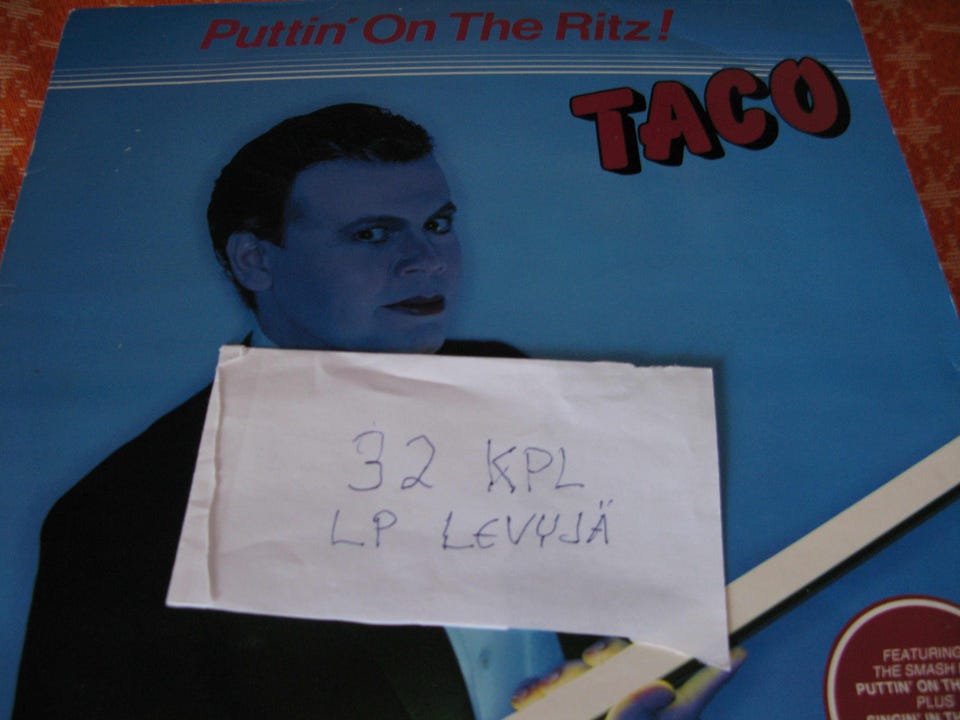 Puttin' On The Ritz!
TACO
32 KPL
LP LEVYJÄ
FEATURING
THE SMASH
PUTTIN' ON TH
PLUS